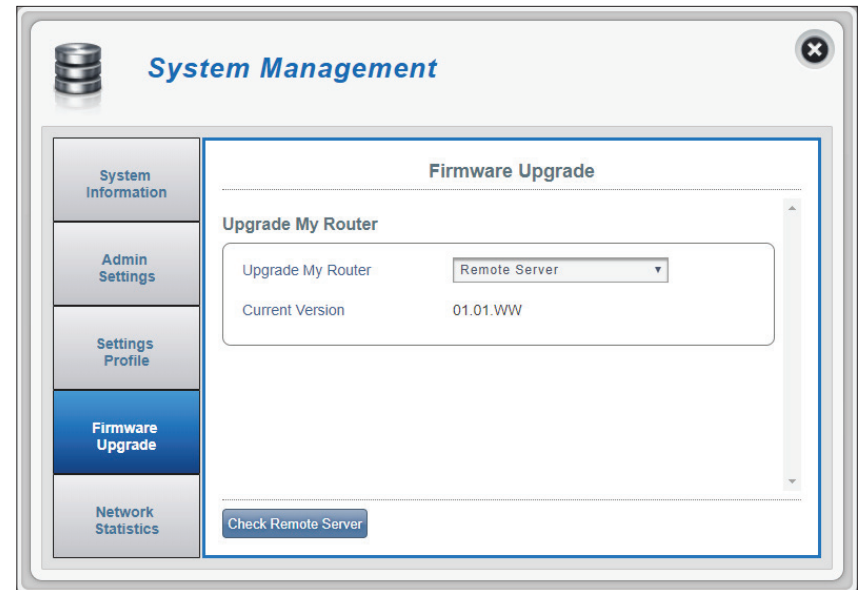 System Management
System
Information
Admin
Settings
Settings
Profile
Firmware
Upgrade
Network
Statistics
Firmware Upgrade
Upgrade My Router
Upgrade My Router Remote Server
Current Version 01.01.WW
Check Remote Server